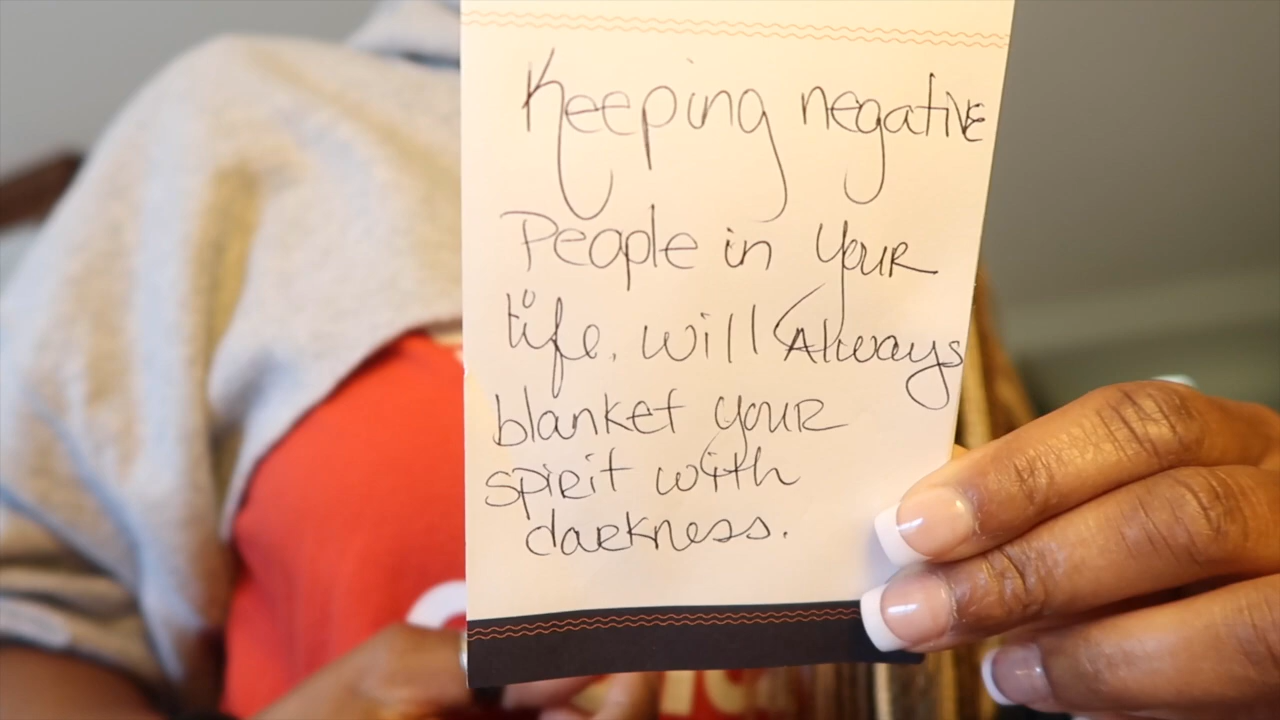 Keeping negative
People in your
life. will Always
blanket your
spirit with
darkness.